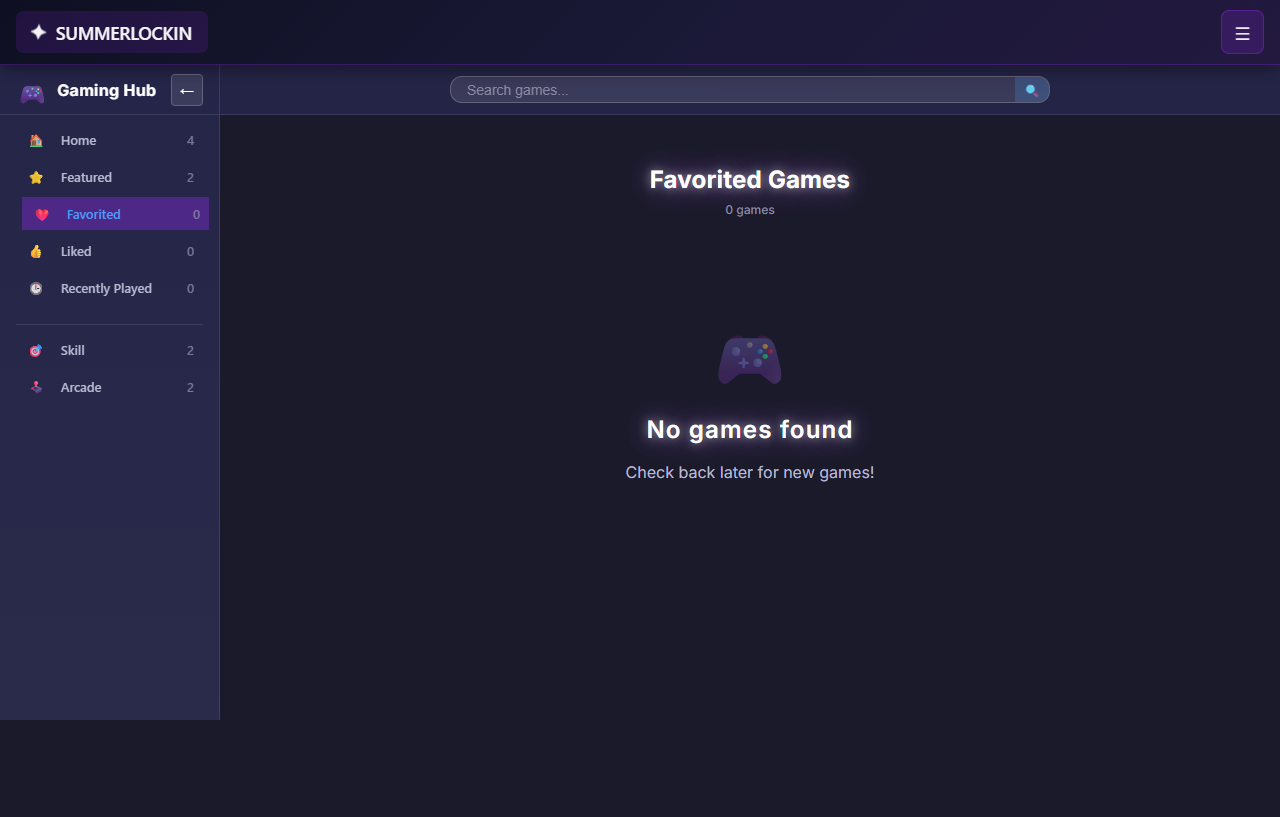 SUMMERLOCKIN
Gaming Hub
Search games...
Home 4
Featured 2
Favorited 0
Liked 0
Recently Played 0
Skill 2
Arcade 2
Favorited Games
0 games
No games found
Check back later for new games!